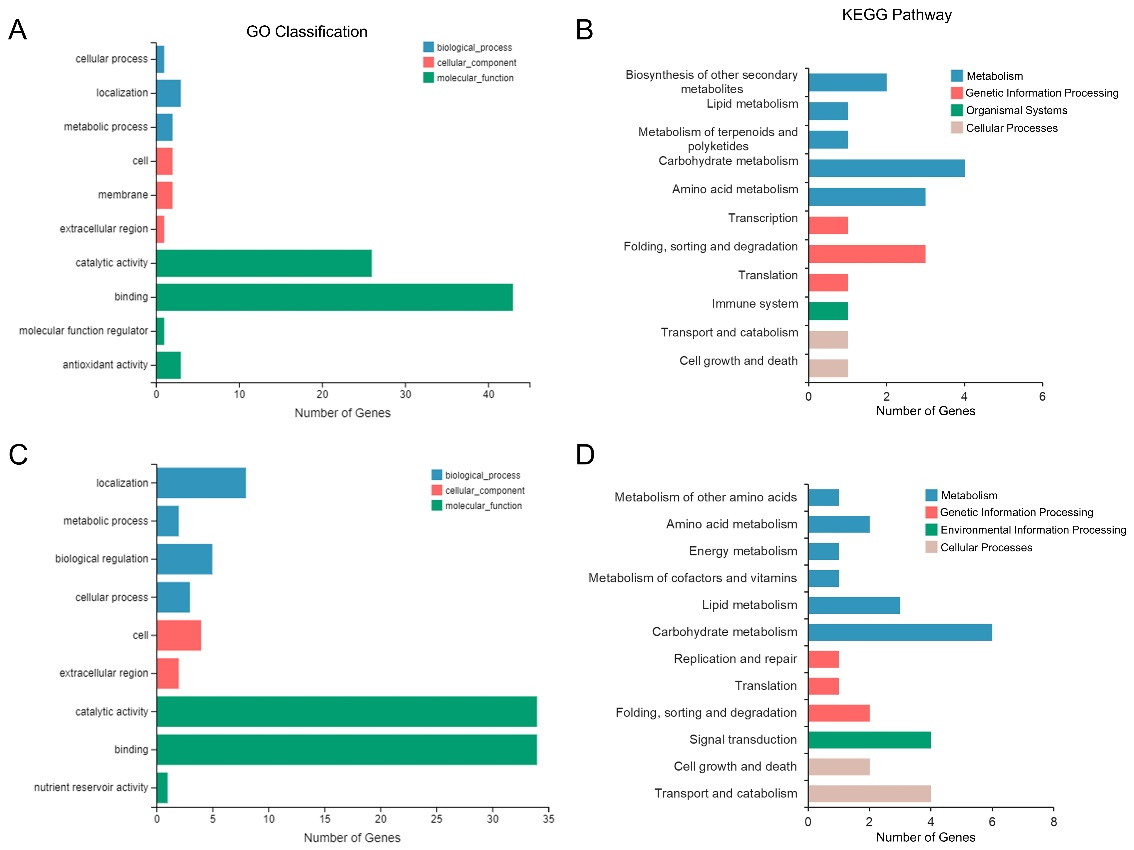 A
GO Classification
biological_process
cellular_component
molecular_function
cellular process
localization
metabolic process
cell
membrane
extracellular region
catalytic activity
binding
molecular function regulator
antioxidant activity
0 10 20 30 40
Number of Genes
B
KEGG Pathway
Metabolism
Genetic Information Processing
Organismal Systems
Cellular Processes
Biosynthesis of other secondary
metabolites
Lipid metabolism
Metabolism of terpenoids and
polyketides
Carbohydrate metabolism
Amino acid metabolism
Transcription
Folding, sorting and degradation
Translation
Immune system
Transport and catabolism
Cell growth and death
0 2 4 6
Number of Genes
C
biological_process
cellular_component
molecular_function
localization
metabolic process
biological regulation
cellular process
cell
extracellular region
catalytic activity
binding
nutrient reservoir activity
0 5 10 15 20 25 30 35
Number of Genes
D
Metabolism
Genetic Information Processing
Environmental Information Processing
Cellular Processes
Metabolism of other amino acids
Amino acid metabolism
Energy metabolism
Metabolism of cofactors and vitamins
Lipid metabolism
Carbohydrate metabolism
Replication and repair
Translation
Folding, sorting and degradation
Signal transduction
Cell growth and death
Transport and catabolism
0 2 4 6 8
Number of Genes